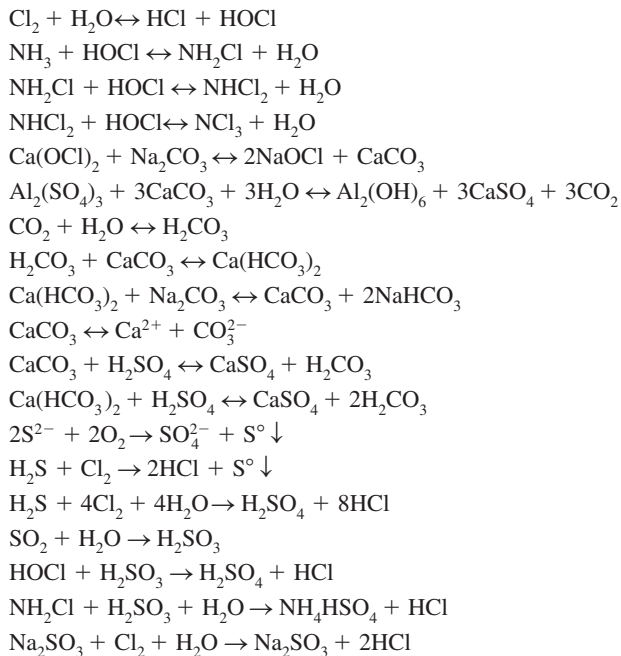 Cl₂ + H₂O↔ HCl + HOCl
NH₃ + HOCl ↔ NH₂Cl + H₂O
NH₂Cl + HOCl ↔ NHCl₂ + H₂O
NHCl₂ + HOCl↔ NCl₃ + H₂O
Ca(OCl)₂ + Na₂CO₃ ↔ 2NaOCl + CaCO₃
Al₂(SO₄)₃ + 3CaCO₃ + 3H₂O ↔ Al₂(OH)₆ + 3CaSO₄ + 3CO₂
CO₂ + H₂O ↔ H₂CO₃
H₂CO₃ + CaCO₃ ↔ Ca(HCO₃)₂
Ca(HCO₃)₂ + Na₂CO₃ ↔ CaCO₃ + 2NaHCO₃
CaCO₃ ↔ Ca²⁺ + CO₃²⁻
CaCO₃ + H₂SO₄ ↔ CaSO₄ + H₂CO₃
Ca(HCO₃)₂ + H₂SO₄ ↔ CaSO₄ + 2H₂CO₃
2S²⁻ + 2O₂ → SO₄²⁻ + S° ↓
H₂S + Cl₂ → 2HCl + S° ↓
H₂S + 4Cl₂ + 4H₂O → H₂SO₄ + 8HCl
SO₂ + H₂O → H₂SO₃
HOCl + H₂SO₃ → H₂SO₄ + HCl
NH₂Cl + H₂SO₃ + H₂O → NH₄HSO₄ + HCl
Na₂SO₃ + Cl₂ + H₂O → Na₂SO₃ + 2HCl